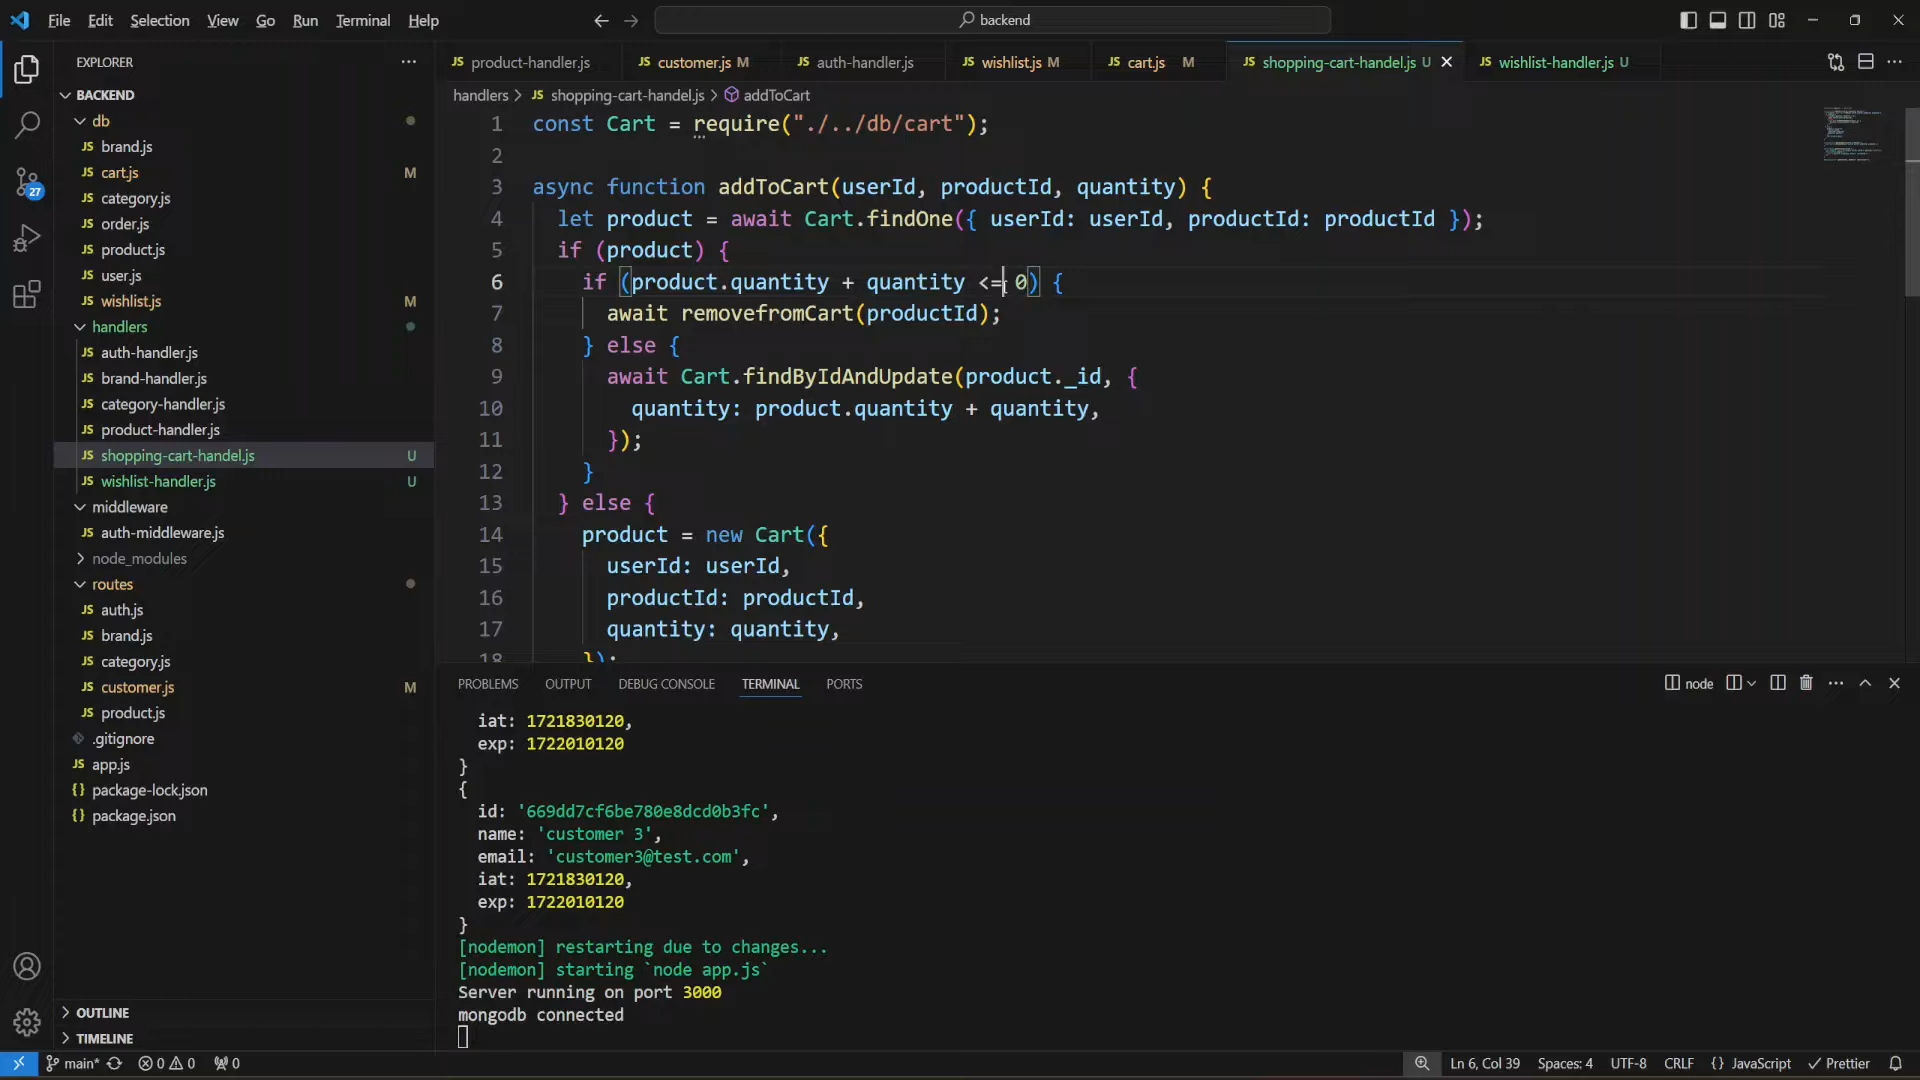 File Edit Selection View Go Run Terminal Help
backend
EXPLORER
BACKEND
db
brand.js
cart.js M
category.js
order.js
product.js
user.js
wishlist.js M
handlers
auth-handler.js
brand-handler.js
category-handler.js
product-handler.js
shopping-cart-handel.js U
wishlist-handler.js U
middleware
auth-middleware.js
node_modules
routes
auth.js
brand.js
category.js
customer.js M
product.js
.gitignore
app.js
package-lock.json
package.json
OUTLINE
TIMELINE
27
product-handler.js customer.js M auth-handler.js wishlist.js M cart.js M shopping-cart-handel.js U wishlist-handler.js U
handlers > JS shopping-cart-handel.js > addToCart
1 const Cart = require("./../db/cart");
2
3 async function addToCart(userId, productId, quantity) {
4 let product = await Cart.findOne({ userId: userId, productId: productId });
5 if (product) {
6 if (product.quantity + quantity <= 0) {
7 await removefromCart(productId);
8 } else {
9 await Cart.findByIdAndUpdate(product._id, {
10 quantity: product.quantity + quantity,
11 });
12 }
13 } else {
14 product = new Cart({
15 userId: userId,
16 productId: productId,
17 quantity: quantity,
18 });
PROBLEMS OUTPUT DEBUG CONSOLE TERMINAL PORTS
node
iat: 1721830120,
exp: 1722010120
}
{
id: '669dd7cf6be780e8dcd0b3fc',
name: 'customer 3',
email: 'customer3@test.com',
iat: 1721830120,
exp: 1722010120
}
[nodemon] restarting due to changes...
[nodemon] starting `node app.js`
Server running on port 3000
mongodb connected
main* 0 0 0 Ln 6, Col 39 Spaces: 4 UTF-8 CRLF {} JavaScript Prettier